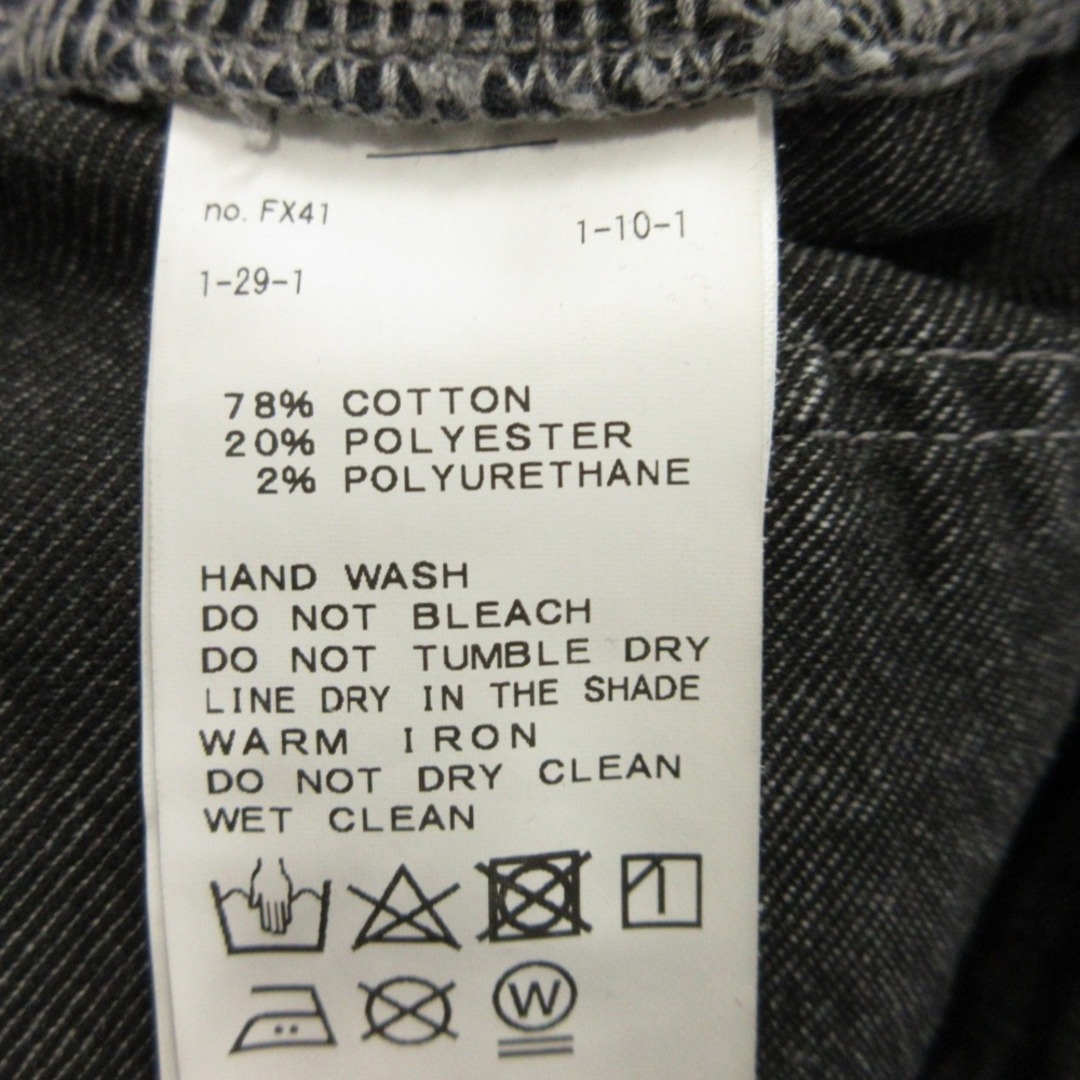 no. FX41
1-10-1
1-29-1
78% COTTON
20% POLYESTER
2% POLYURETHANE
HAND WASH
DO NOT BLEACH
DO NOT TUMBLE DRY
LINE DRY IN THE SHADE
WARM IRON
DO NOT DRY CLEAN
WET CLEAN
W